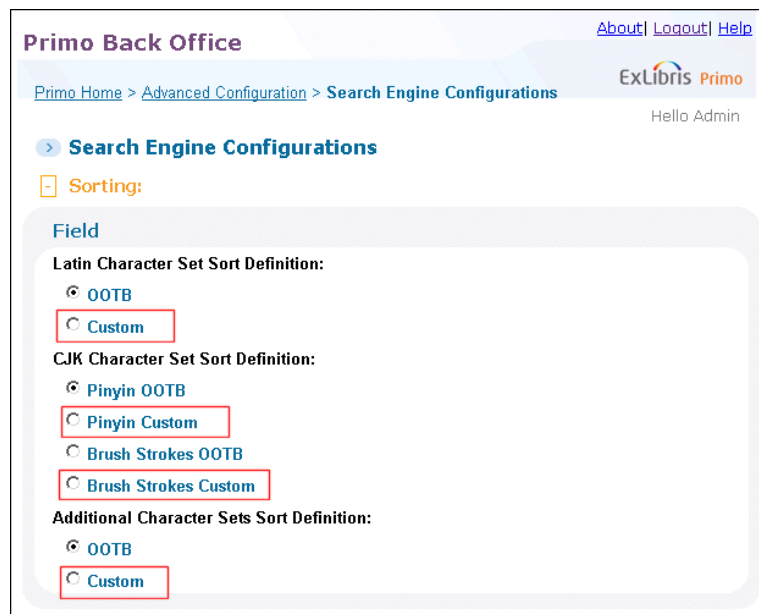 About| Logout| Help
Primo Back Office
ExLibris Primo
Primo Home > Advanced Configuration > Search Engine Configurations
Hello Admin
Search Engine Configurations
- Sorting:
Field
Latin Character Set Sort Definition:
OOTB
Custom
CJK Character Set Sort Definition:
Pinyin OOTB
Pinyin Custom
Brush Strokes OOTB
Brush Strokes Custom
Additional Character Sets Sort Definition:
OOTB
Custom